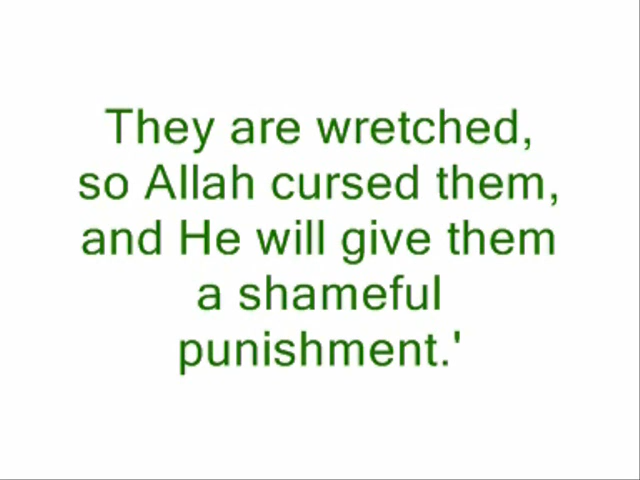 They are wretched,
so Allah cursed them,
and He will give them
a shameful
punishment.'